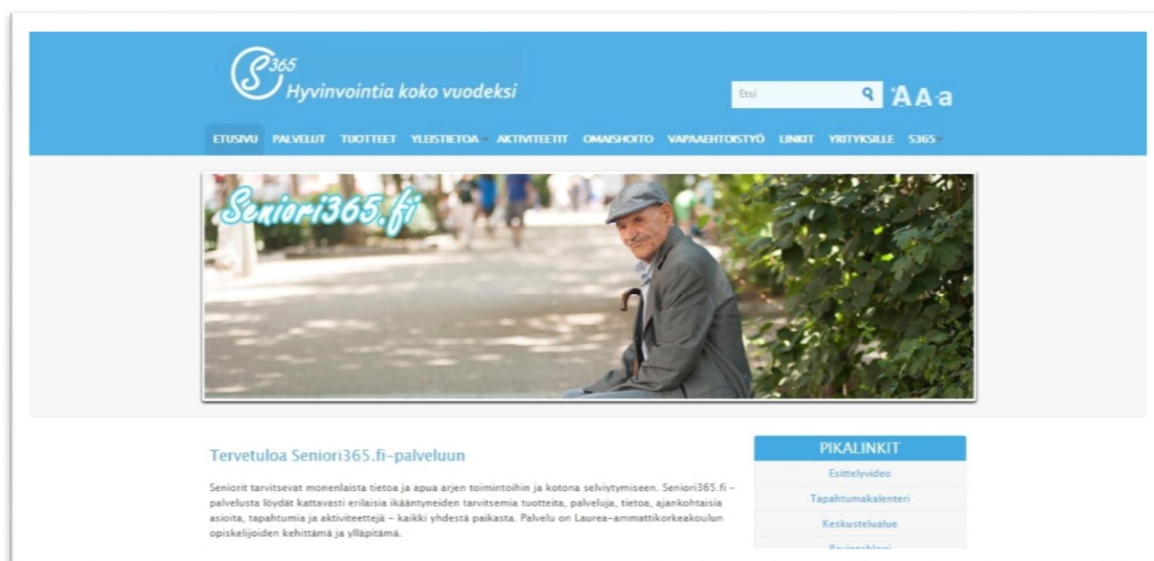 S365
Hyvinvointia koko vuodeksi
Etsi
+A A -a
ETUSIVU PALVELUT TUOTTEET YLEISTIETOA AKTIVITEETIT OMAISHOITO VAPAAEHTOISTYÖ LINKIT YRITYKSILLE S365
Seniori365.fi
Tervetuloa Seniori365.fi-palveluun
Seniorit tarvitsevat monenlaista tietoa ja apua arjen toimintoihin ja kotona selviytymiseen. Seniori365.fi -
palvelusta löydät kattavasti erilaisia ikääntyneiden tarvitsemia tuotteita, palveluja, tietoa, ajankohtaisia
asioita, tapahtumia ja aktiviteettejä - kaikki yhdestä paikasta. Palvelu on Laurea-ammattikorkeakoulun
opiskelijoiden kehittämä ja ylläpitämä.
PIKALINKIT
Esittelyvideo
Tapahtumakalenteri
Keskustelualue